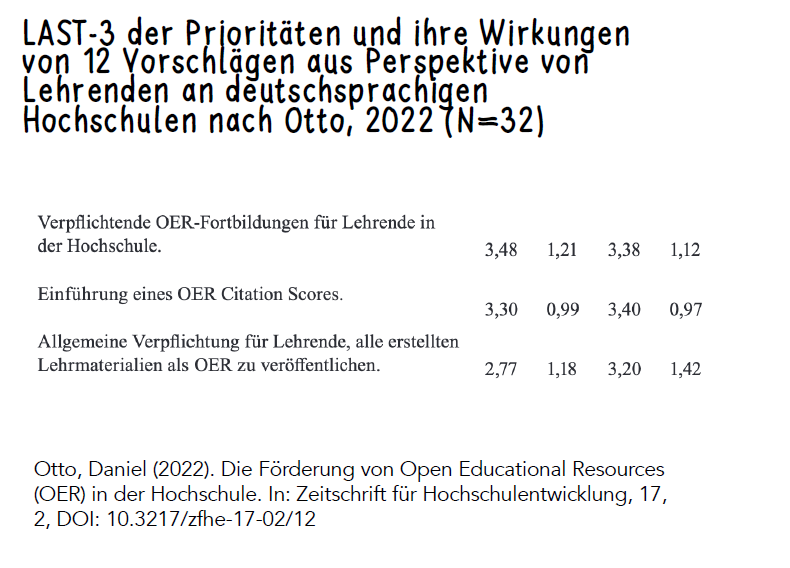 LAST-3 der Prioritäten und ihre Wirkungen
von 12 Vorschlägen aus Perspektive von
Lehrenden an deutschsprachigen
Hochschulen nach Otto, 2022 (N=32)
Verpflichtende OER-Fortbildungen für Lehrende in
der Hochschule. 3,48 1,21 3,38 1,12
Einführung eines OER Citation Scores.
3,30 0,99 3,40 0,97
Allgemeine Verpflichtung für Lehrende, alle erstellten
Lehrmaterialien als OER zu veröffentlichen. 2,77 1,18 3,20 1,42
Otto, Daniel (2022). Die Förderung von Open Educational Resources
(OER) in der Hochschule. In: Zeitschrift für Hochschulentwicklung, 17,
2, DOI: 10.3217/zfhe-17-02/12